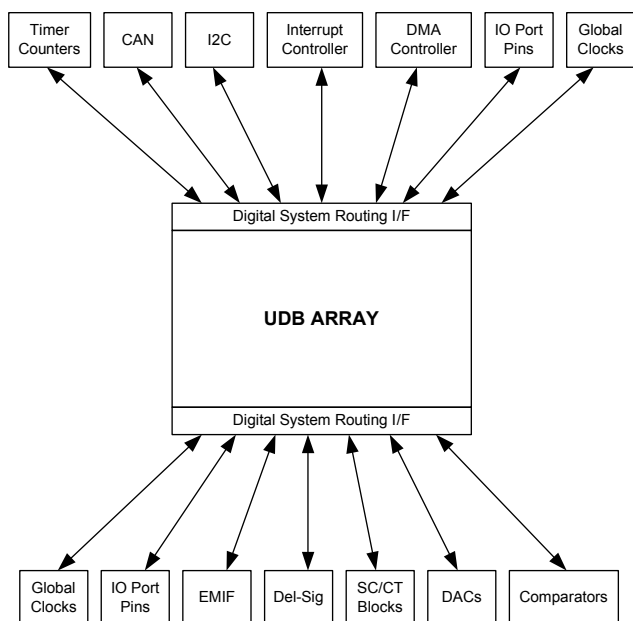 Timer
Counters
CAN
I2C
Interrupt
Controller
DMA
Controller
IO Port
Pins
Global
Clocks
Digital System Routing I/F
UDB ARRAY
Digital System Routing I/F
Global
Clocks
IO Port
Pins
EMIF
Del-Sig
SC/CT
Blocks
DACs
Comparators